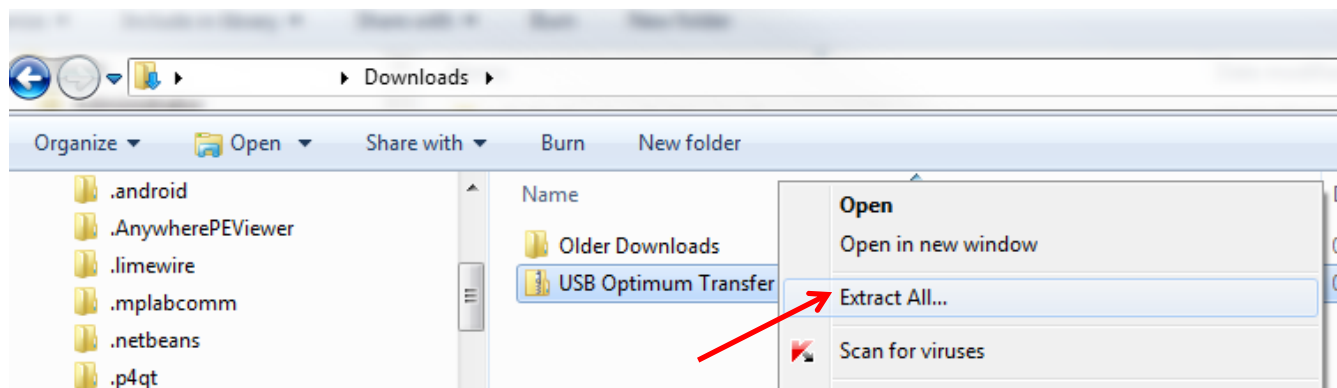 Downloads
Organize Open Share with Burn New folder
.android
.AnywherePEViewer
.limewire
.mplabcomm
.netbeans
.p4qt
Name
Older Downloads
USB Optimum Transfer
Open
Open in new window
Extract All...
Scan for viruses